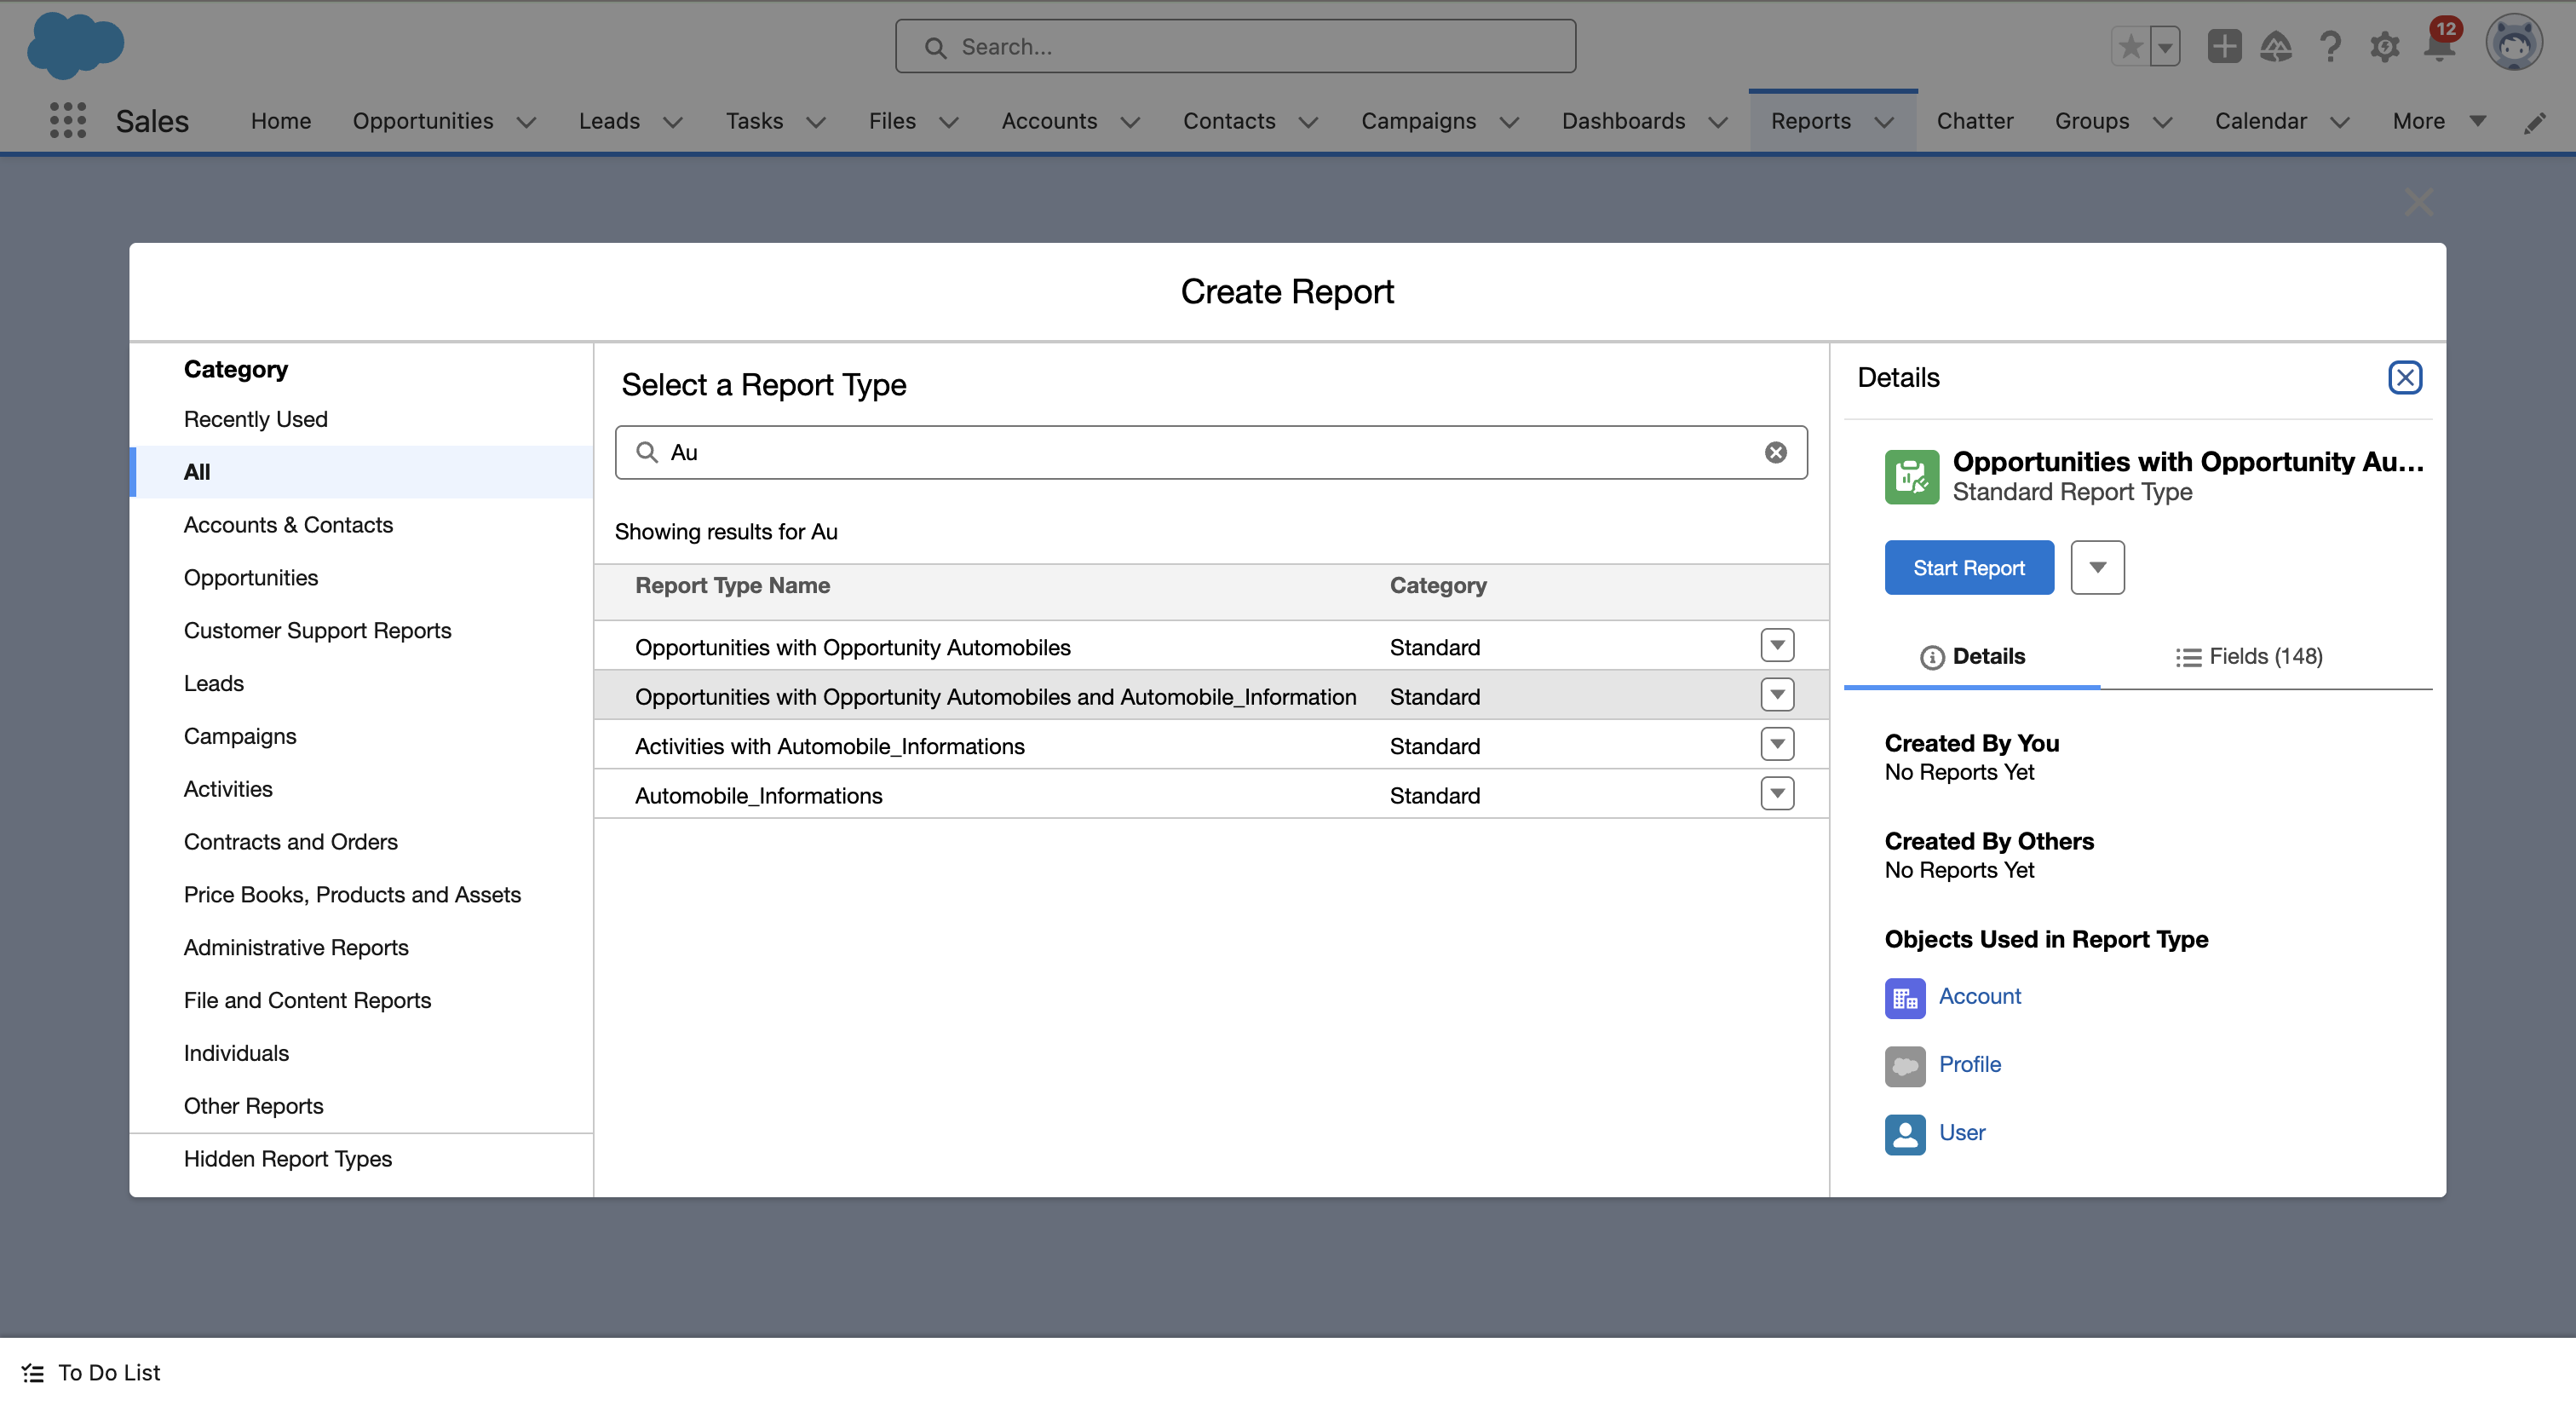 Search...
12
Sales
Home
Opportunities
Leads
Tasks
Files
Accounts
Contacts
Campaigns
Dashboards
Reports
Chatter
Groups
Calendar
More
Create Report
Category
Recently Used
All
Accounts & Contacts
Opportunities
Customer Support Reports
Leads
Campaigns
Activities
Contracts and Orders
Price Books, Products and Assets
Administrative Reports
File and Content Reports
Individuals
Other Reports
Hidden Report Types
Select a Report Type
Au
Showing results for Au
Report Type Name Category
Opportunities with Opportunity Automobiles Standard
Opportunities with Opportunity Automobiles and Automobile_Information Standard
Activities with Automobile_Informations Standard
Automobile_Informations Standard
Details
Opportunities with Opportunity Au...
Standard Report Type
Start Report
Details
Fields (148)
Created By You
No Reports Yet
Created By Others
No Reports Yet
Objects Used in Report Type
Account
Profile
User
To Do List